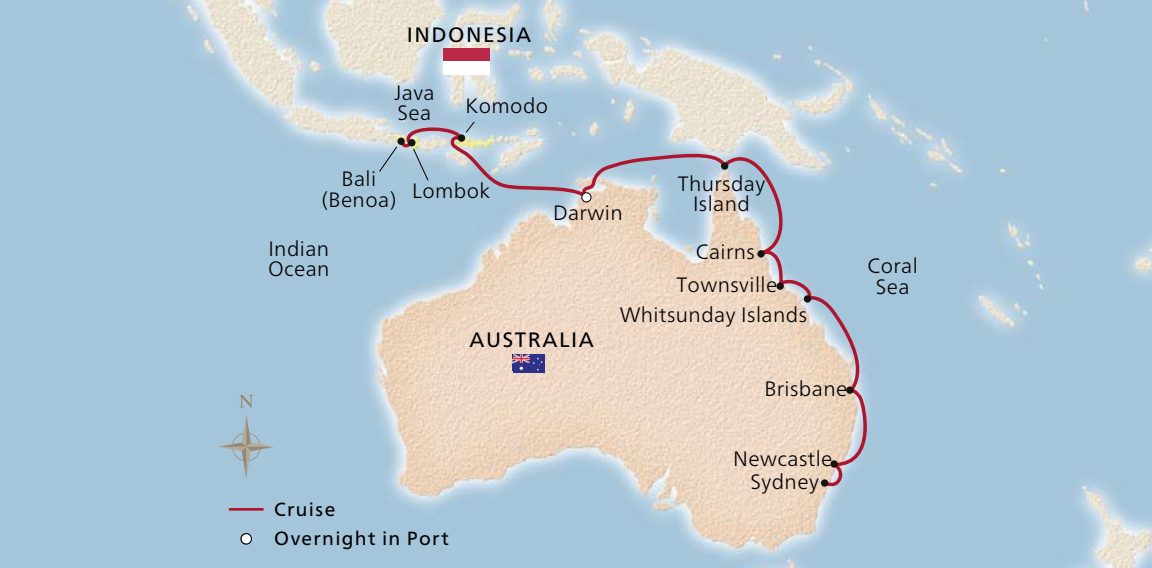 INDONESIA
Java
Sea
Komodo
Bali
(Benoa)
Lombok
Thursday
Island
Darwin
Indian
Ocean
Cairns
Coral
Sea
Townsville
Whitsunday Islands
AUSTRALIA
Brisbane
N
Newcastle
Sydney
Cruise
Overnight in Port